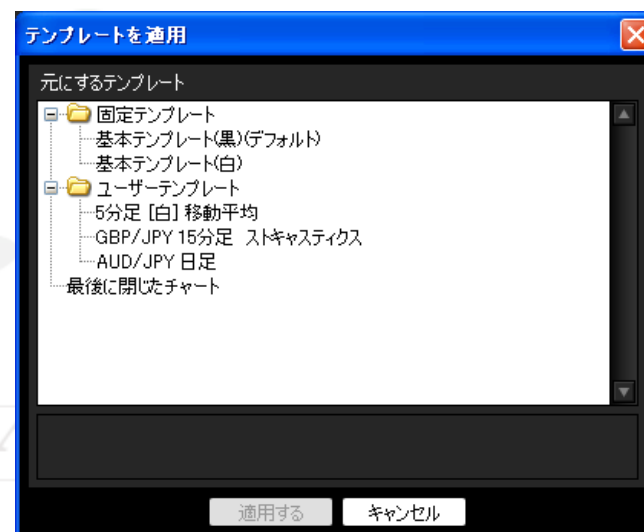 テンプレートを適用
元にするテンプレート
固定テンプレート
基本テンプレート(黒)(デフォルト)
基本テンプレート(白)
ユーザーテンプレート
5分足 [白] 移動平均
GBP/JPY 15分足 ストキャスティクス
AUD/JPY 日足
最後に閉じたチャート
適用する キャンセル